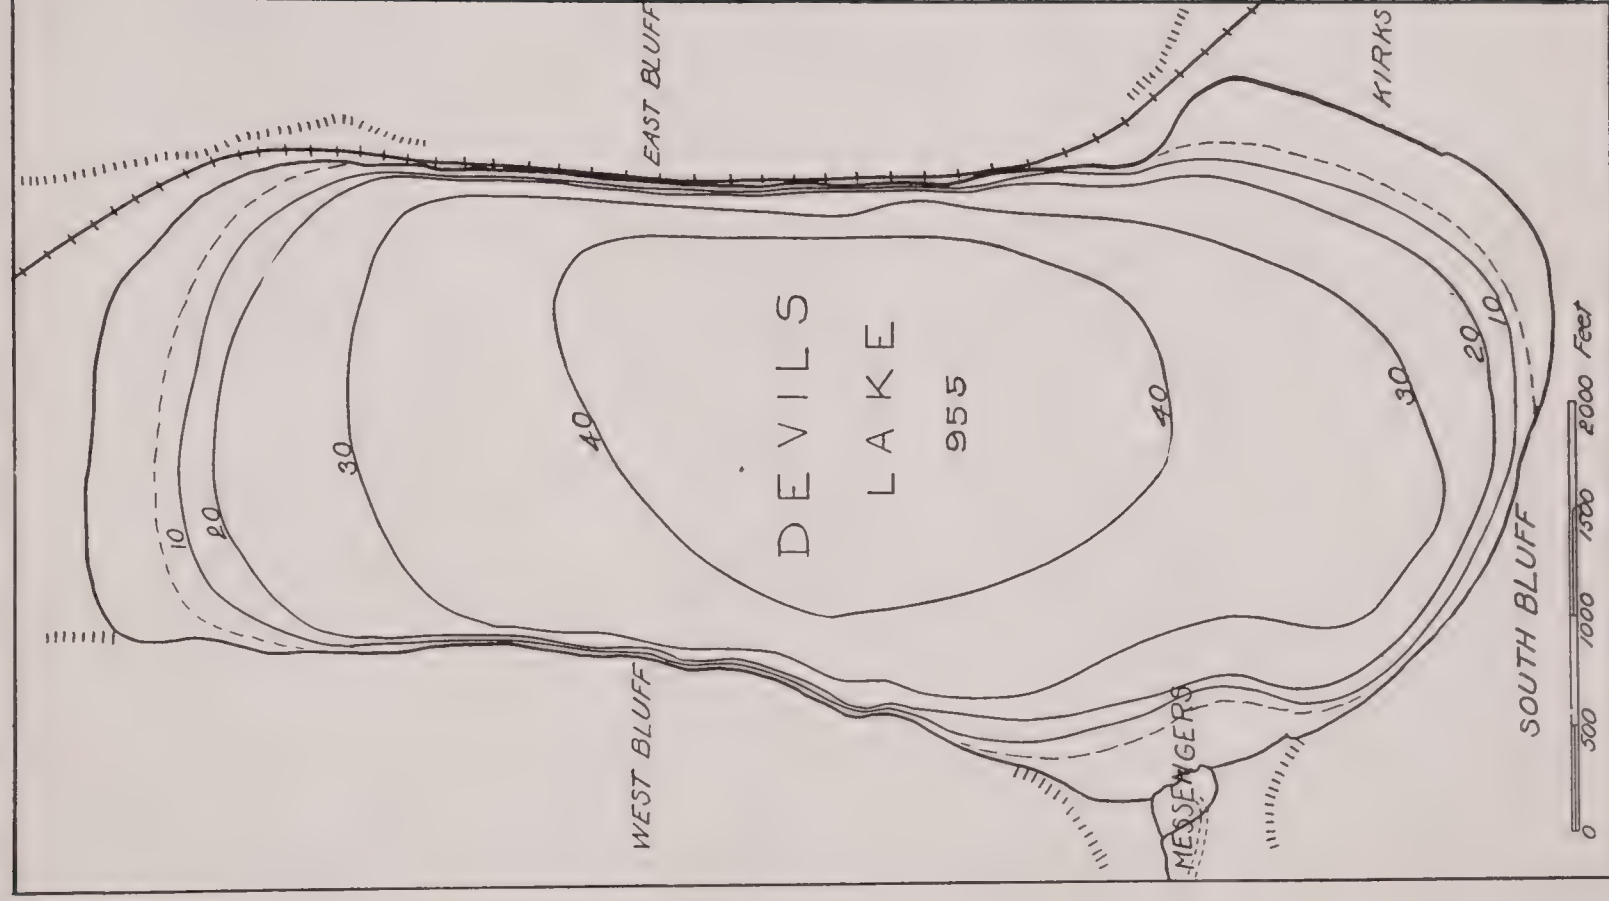 EAST BLUFF
KIRKS
DEVILS
LAKE
955
10
20
30
40
40
30
20
10
WEST BLUFF
MESSENGERS
SOUTH BLUFF
0 500 1000 1500 2000 Feet